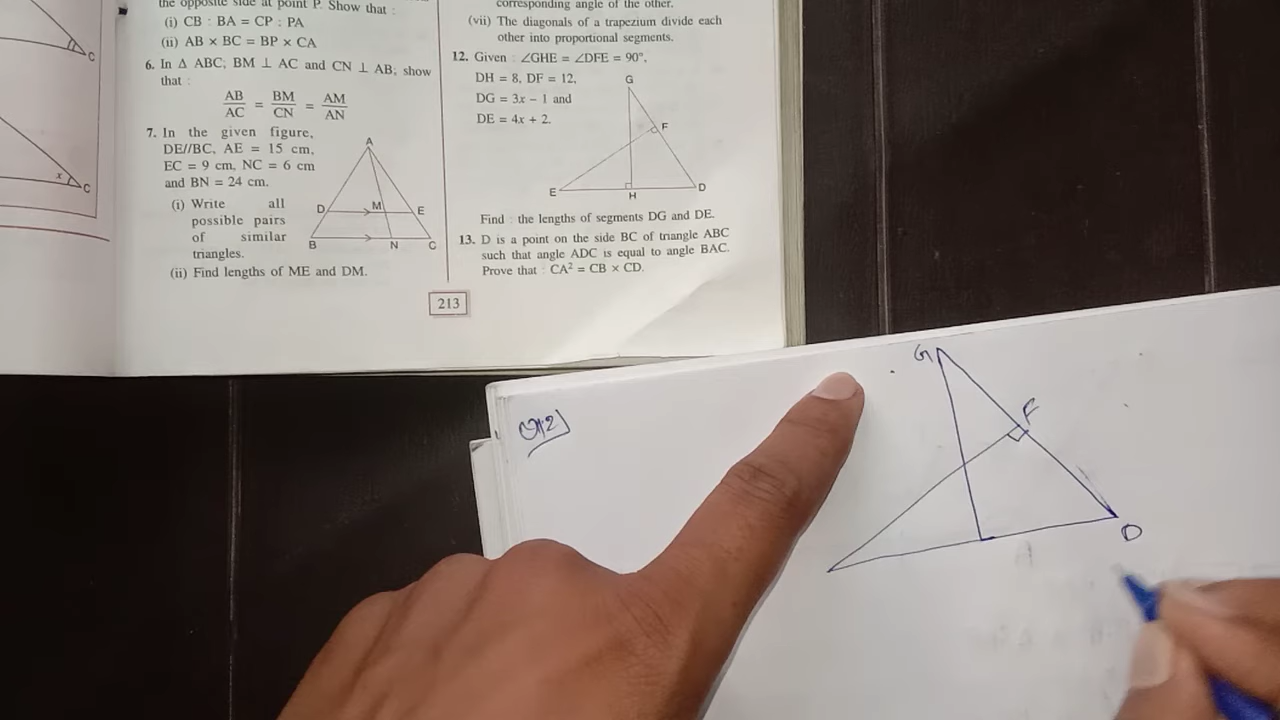 the opposite side at point P. Show that :
(i) CB : BA = CP : PA
(ii) AB × BC = BP × CA
6. In Δ ABC, BM ⊥ AC and CN ⊥ AB; show
that :
AB/AC = BM/CN = AM/AN
7. In the given figure,
DE//BC, AE = 15 cm,
EC = 9 cm, NC = 6 cm
and BN = 24 cm.
(i) Write all
possible pairs
of similar
triangles.
(ii) Find lengths of ME and DM.
A
D M E
B N C
213
C
x C
corresponding angle of the other.
(vii) The diagonals of a trapezium divide each
other into proportional segments.
12. Given : ∠GHE = ∠DFE = 90°,
DH = 8, DF = 12,
DG = 3x – 1 and
DE = 4x + 2.
G
F
E H D
Find : the lengths of segments DG and DE.
13. D is a point on the side BC of triangle ABC
such that angle ADC is equal to angle BAC.
Prove that : CA² = CB × CD.
Q12
G
F
D